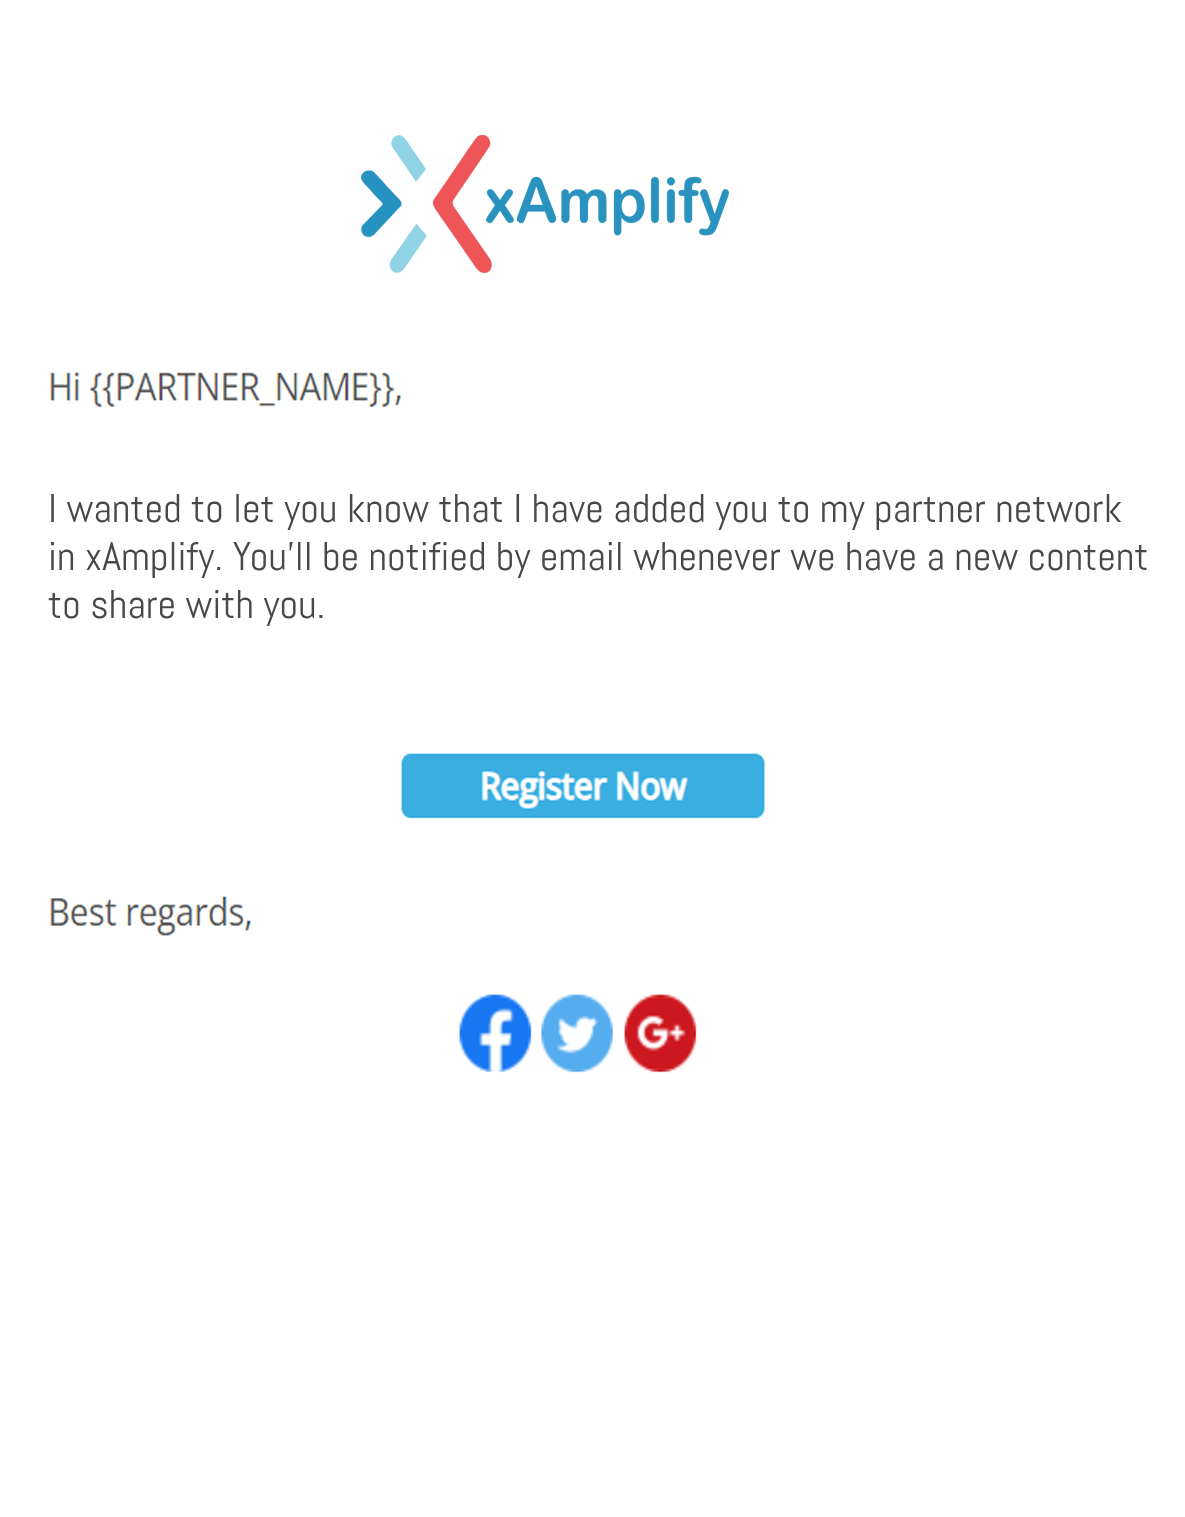 xAmplify
Hi {{PARTNER_NAME}},
I wanted to let you know that I have added you to my partner network
in xAmplify. You'll be notified by email whenever we have a new content
to share with you.
Register Now
Best regards,
G+